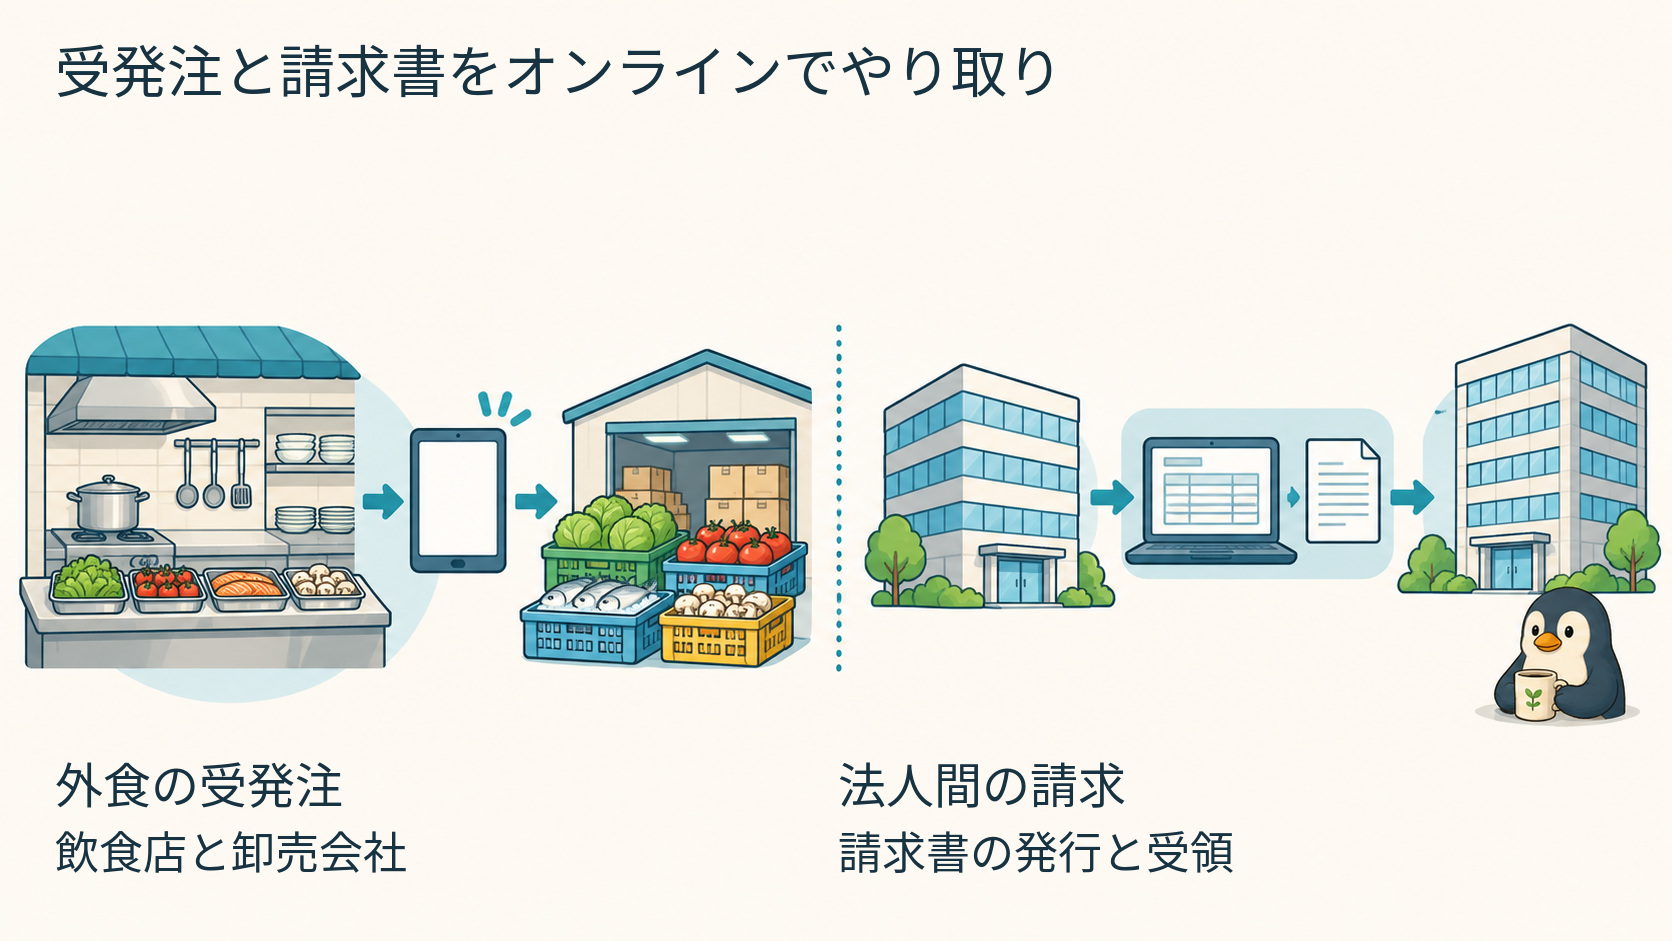 受発注と請求書をオンラインでやり取り
外食の受発注
飲食店と卸売会社
法人間の請求
請求書の発行と受領